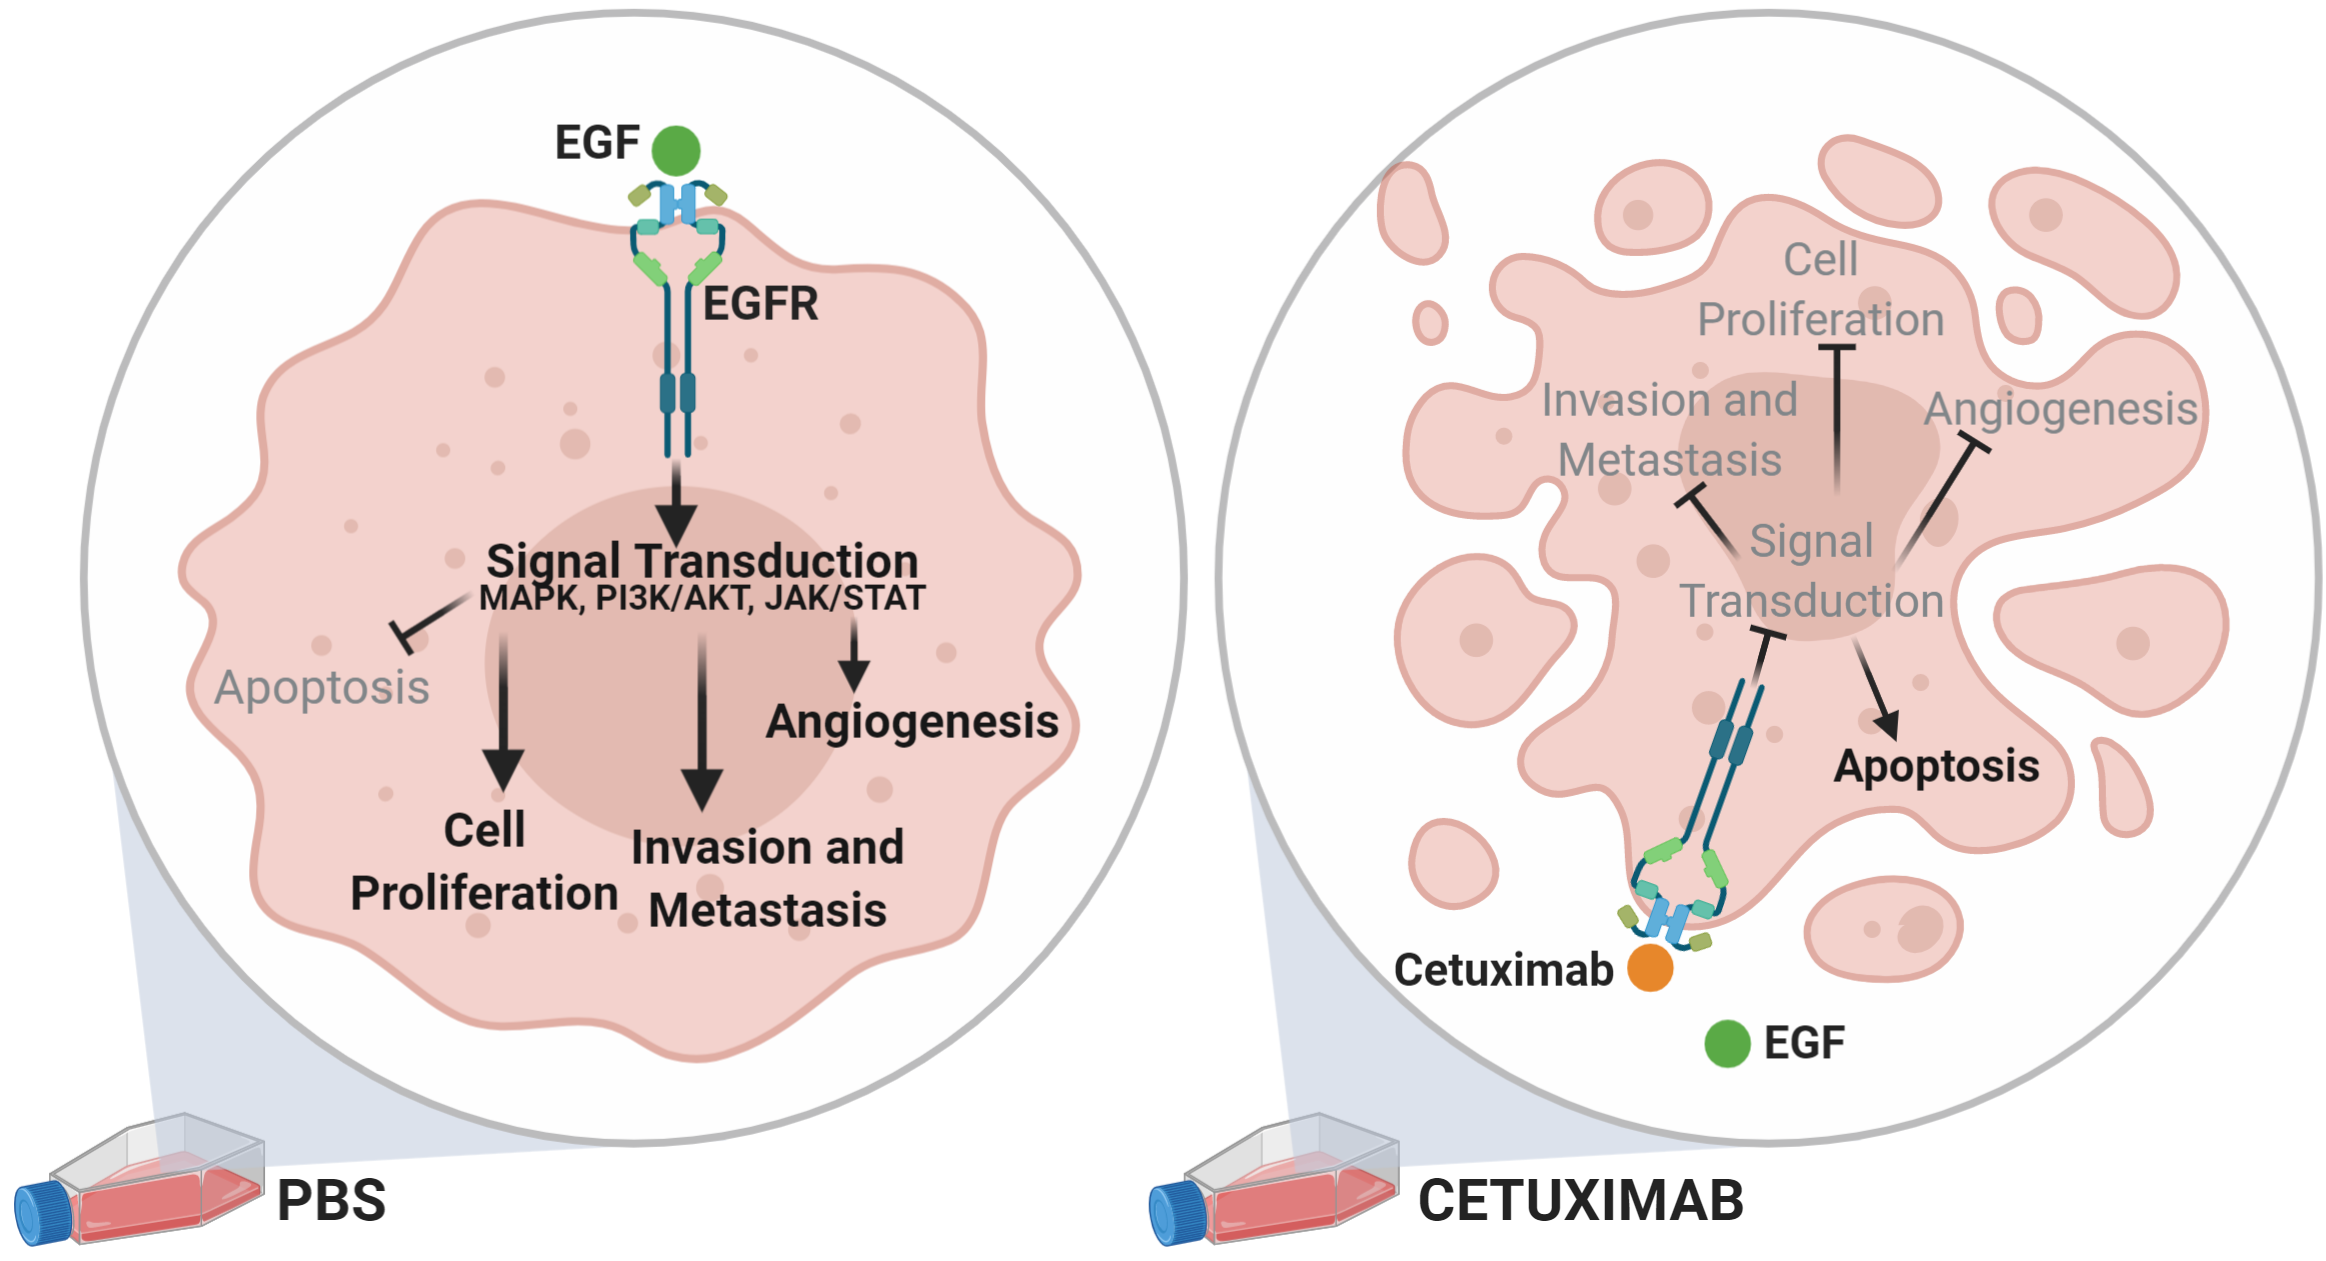 EGF
EGFR
Signal Transduction
MAPK, PI3K/AKT, JAK/STAT
Apoptosis
Angiogenesis
Cell
Proliferation
Invasion and
Metastasis
PBS
Cell
Proliferation
Invasion and
Metastasis
Angiogenesis
Signal
Transduction
Apoptosis
Cetuximab
EGF
CETUXIMAB